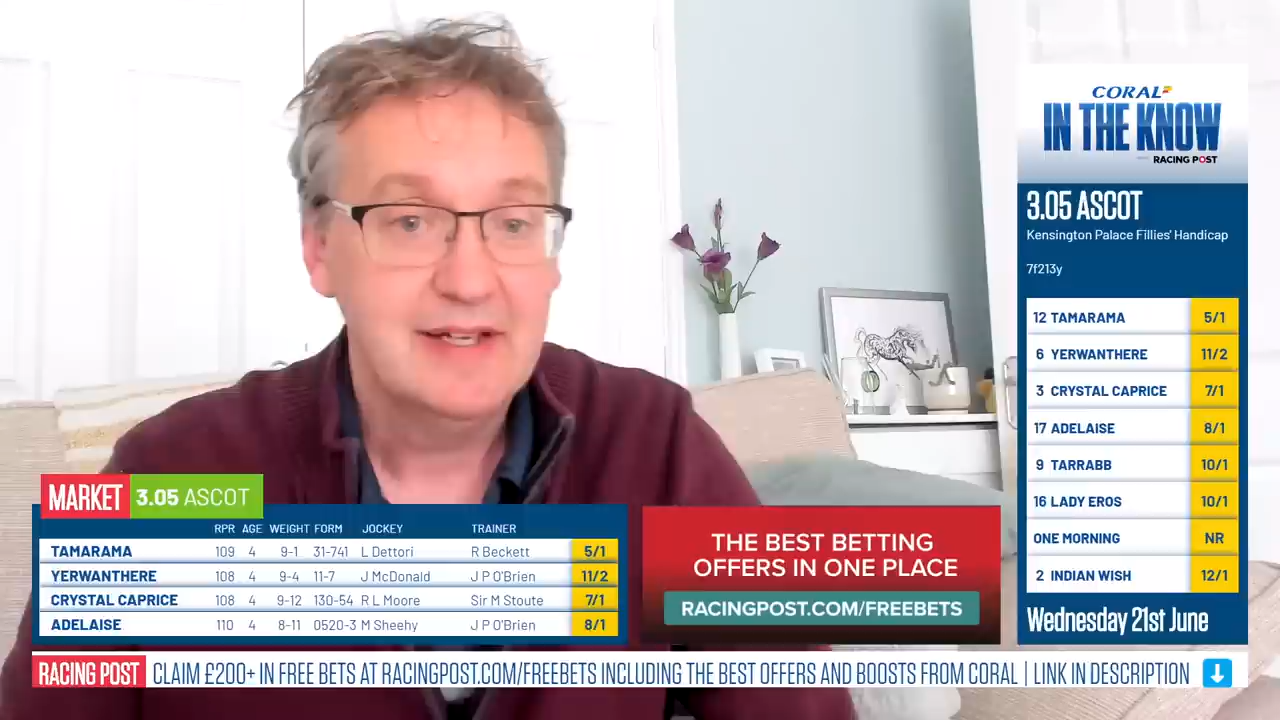 CORAL
IN THE KNOW
RACING POST
3.05 ASCOT
Kensington Palace Fillies' Handicap
7f213y
12 TAMARAMA 5/1
6 YERWANTHERE 11/2
3 CRYSTAL CAPRICE 7/1
17 ADELAISE 8/1
9 TARRABB 10/1
16 LADY EROS 10/1
ONE MORNING NR
2 INDIAN WISH 12/1
Wednesday 21st June
MARKET 3.05 ASCOT
RPR AGE WEIGHT FORM JOCKEY TRAINER
TAMARAMA 109 4 9-1 31-741 L Dettori R Beckett 5/1
YERWANTHERE 108 4 9-4 11-7 J McDonald J P O'Brien 11/2
CRYSTAL CAPRICE 108 4 9-12 130-54 R L Moore Sir M Stoute 7/1
ADELAISE 110 4 8-11 0520-3 M Sheehy J P O'Brien 8/1
THE BEST BETTING
OFFERS IN ONE PLACE
RACINGPOST.COM/FREEBETS
RACING POST CLAIM £200+ IN FREE BETS AT RACINGPOST.COM/FREEBETS INCLUDING THE BEST OFFERS AND BOOSTS FROM CORAL | LINK IN DESCRIPTION